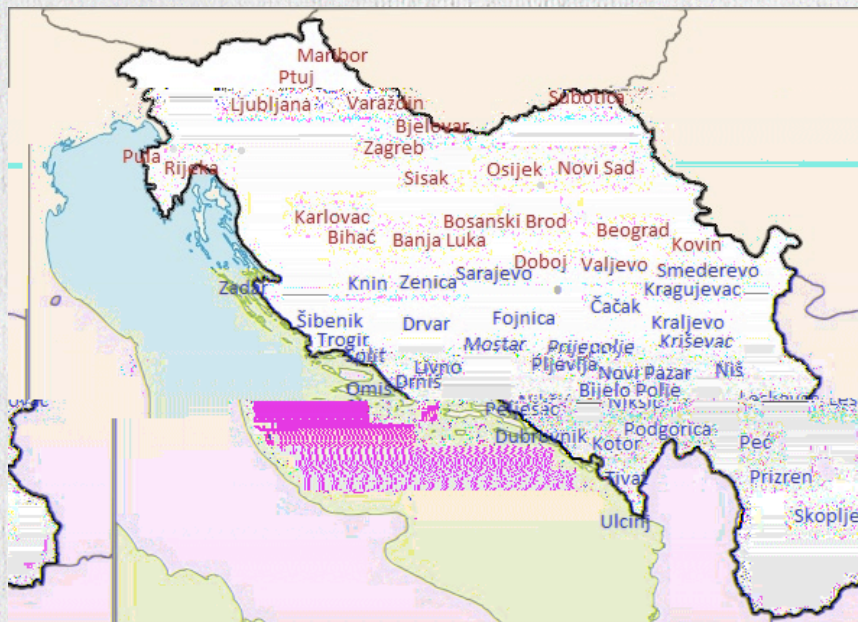 Maribor
Ptuj
Ljubljana
Varaždin
Subotica
Bjelovar
Zagreb
Pula
Rijeka
Sisak
Osijek
Novi Sad
Karlovac
Bosanski Brod
Bihać
Banja Luka
Beograd
Kovin
Doboj
Valjevo
Smederevo
Zadar
Knin
Zenica
Sarajevo
Kragujevac
Čačak
Šibenik
Drvar
Fojnica
Kraljevo
Trogir
Mostar
Prijepolje
Kriševac
Split
Livno
Pljevlja
Novi Pazar
Niš
Omiš
Drniš
Bijelo Polje
Nikšić
Pelješac
Dubrovnik
Kotor
Podgorica
Peć
Tivat
Prizren
Ulcinj
Skoplje